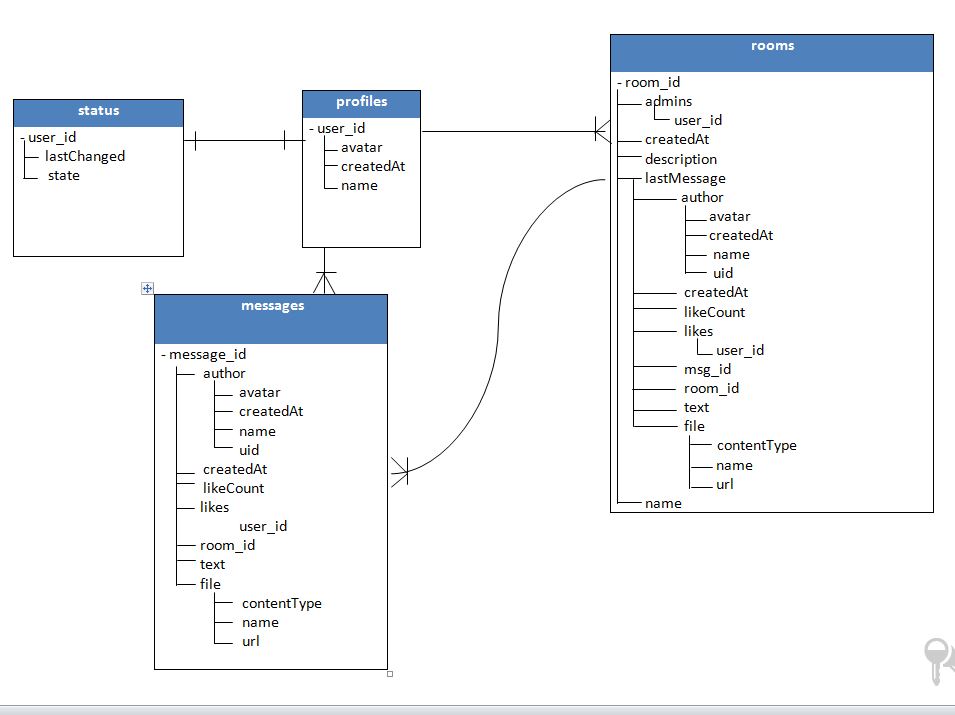 status
- user_id
lastChanged
state
profiles
- user_id
avatar
createdAt
name
rooms
- room_id
admins
user_id
createdAt
description
lastMessage
author
avatar
createdAt
name
uid
createdAt
likeCount
likes
user_id
msg_id
room_id
text
file
contentType
name
url
name
messages
- message_id
author
avatar
createdAt
name
uid
createdAt
likeCount
likes
user_id
room_id
text
file
contentType
name
url